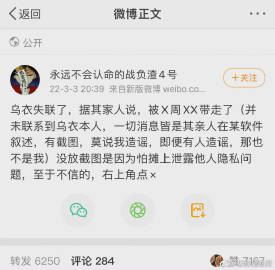 返回
微博正文
公开
永远不会认命的战负渣4号
22-3-3 20:39 来自新版微博 weibo.co...
+关注
乌衣失联了，据其家人说，被X周XX带走了（并
未联系到乌衣本人，一切消息皆是其亲人在某软件
叙述，有截图，莫说我造谣，即便有人造谣，那也
不是我）没放截图是因为怕摊上泄露他人隐私问
题，至于不信的，右上角点×
转发 6250 评论 284
赞 7167